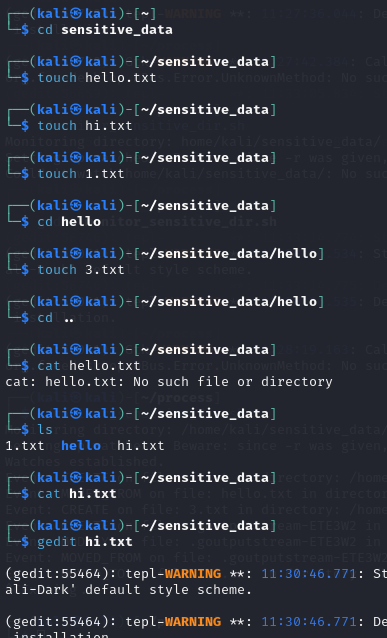 ┌──(kali㉿kali)-[~]
└─$ cd sensitive_data
┌──(kali㉿kali)-[~/sensitive_data]
└─$ touch hello.txt
┌──(kali㉿kali)-[~/sensitive_data]
└─$ touch hi.txt
┌──(kali㉿kali)-[~/sensitive_data]
└─$ touch 1.txt
┌──(kali㉿kali)-[~/sensitive_data]
└─$ cd hello
┌──(kali㉿kali)-[~/sensitive_data/hello]
└─$ touch 3.txt
┌──(kali㉿kali)-[~/sensitive_data/hello]
└─$ cd ..
┌──(kali㉿kali)-[~/sensitive_data]
└─$ cat hello.txt
cat: hello.txt: No such file or directory
┌──(kali㉿kali)-[~/sensitive_data]
└─$ ls
1.txt  hello  hi.txt
┌──(kali㉿kali)-[~/sensitive_data]
└─$ cat hi.txt
┌──(kali㉿kali)-[~/sensitive_data]
└─$ gedit hi.txt
(gedit:55464): tepl-WARNING **: 11:30:46.771: St
ali-Dark' default style scheme.
(gedit:55464): tepl-WARNING **: 11:30:46.771: De
installation.